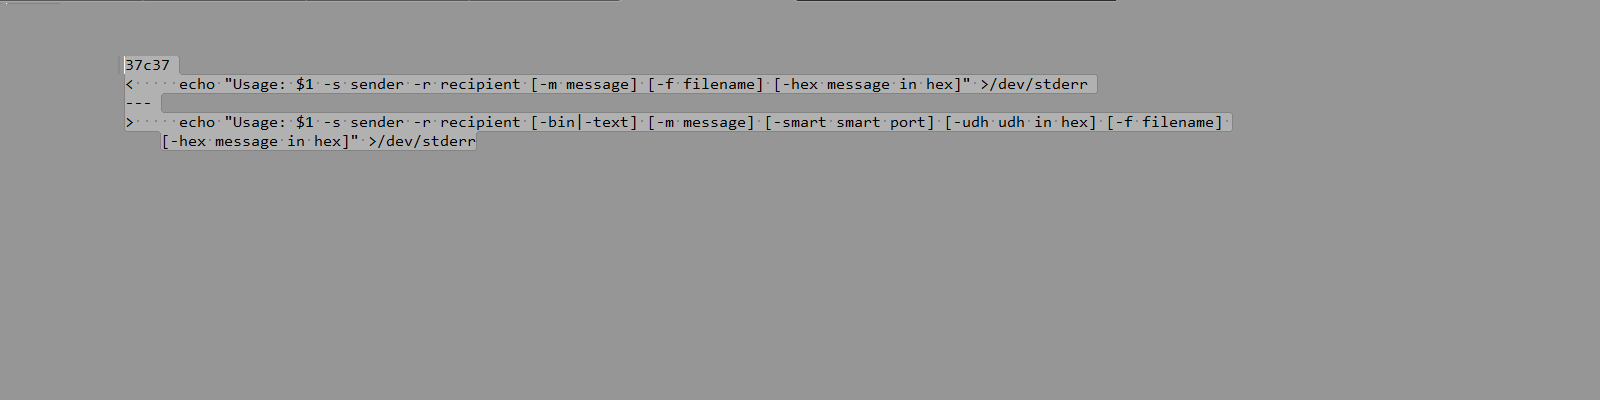 37c37
<     echo "Usage: $1 -s sender -r recipient [-m message] [-f filename] [-hex message in hex]" >/dev/stderr
---
>     echo "Usage: $1 -s sender -r recipient [-bin|-text] [-m message] [-smart smart port] [-udh udh in hex] [-f filename]
[-hex message in hex]" >/dev/stderr